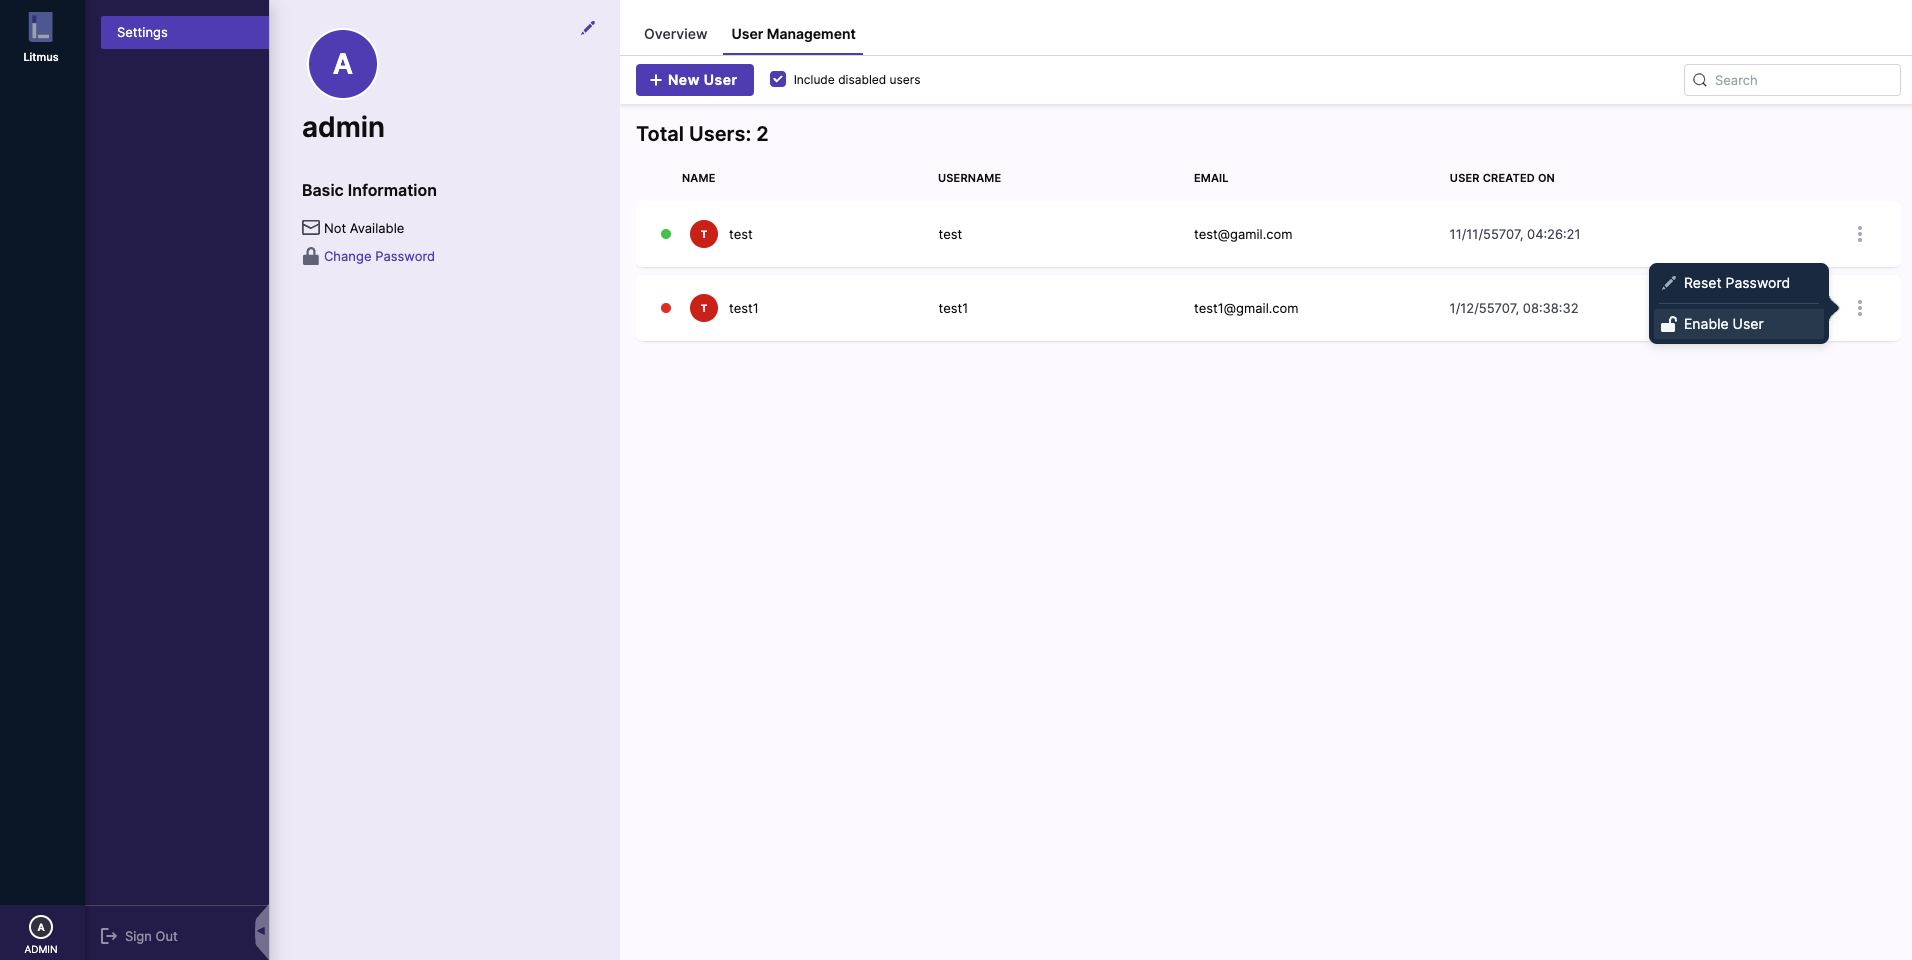 Litmus
Settings
A
admin
Basic Information
Not Available
Change Password
Overview User Management
New User Include disabled users Search
Total Users: 2
NAME USERNAME EMAIL USER CREATED ON
T test test test@gamil.com 11/11/55707, 04:26:21
T test1 test1 test1@gmail.com 1/12/55707, 08:38:32
Reset Password
Enable User
A
ADMIN
Sign Out